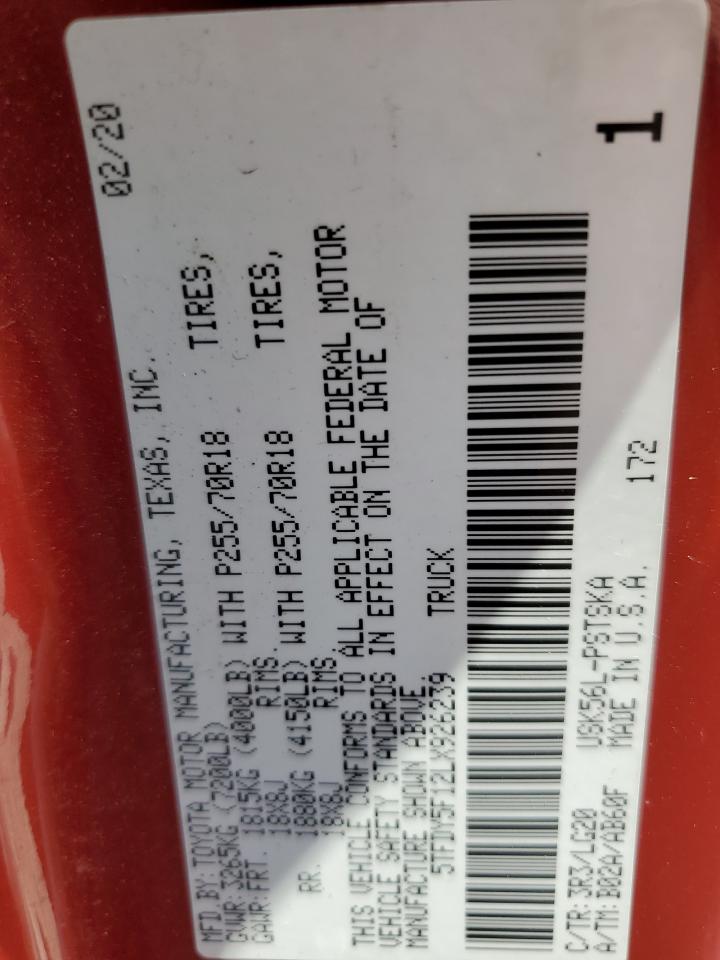 MFD.BY:TOYOTA MOTOR MANUFACTURING, TEXAS, INC. 02/20
GVWR:3265KG (7200LB)
GAWR:FRT. 1815KG (4000LB) WITH P255/70R18 TIRES,
18X8J RIMS.
RR. 1880KG (4150LB) WITH P255/70R18 TIRES,
18X8J RIMS.
THIS VEHICLE CONFORMS TO ALL APPLICABLE FEDERAL MOTOR
VEHICLE SAFETY STANDARDS IN EFFECT ON THE DATE OF
MANUFACTURE SHOWN ABOVE.
5TFDY5F12LX926239 TRUCK
C/TR:3R3/LG20 USK56L-PSTSKA 172 1
A/TM:B02A/AB60F MADE IN U.S.A.